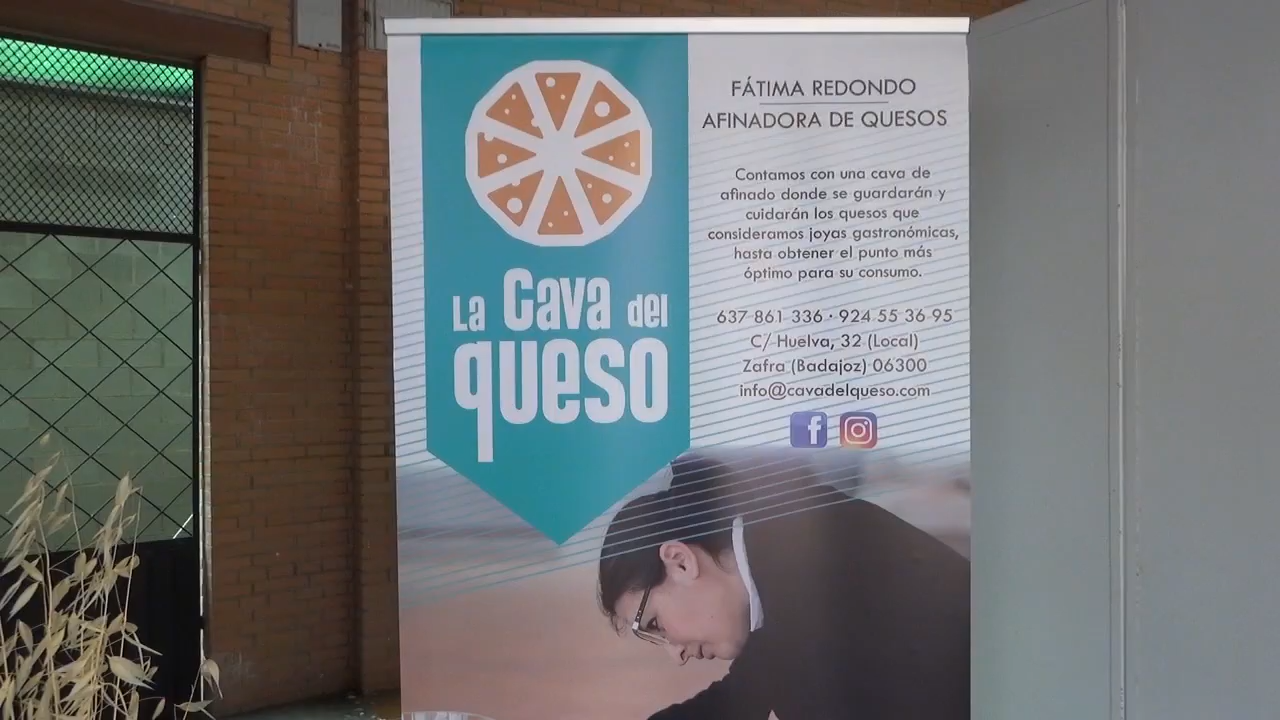 La Cava del
queso
FÁTIMA REDONDO
AFINADORA DE QUESOS
Contamos con una cava de
afinado donde se guardarán y
cuidarán los quesos que
consideramos joyas gastronómicas,
hasta obtener el punto más
óptimo para su consumo.
637 861 336 · 924 55 36 95
C/ Huelva, 32 (Local)
Zafra (Badajoz) 06300
info@cavadelqueso.com